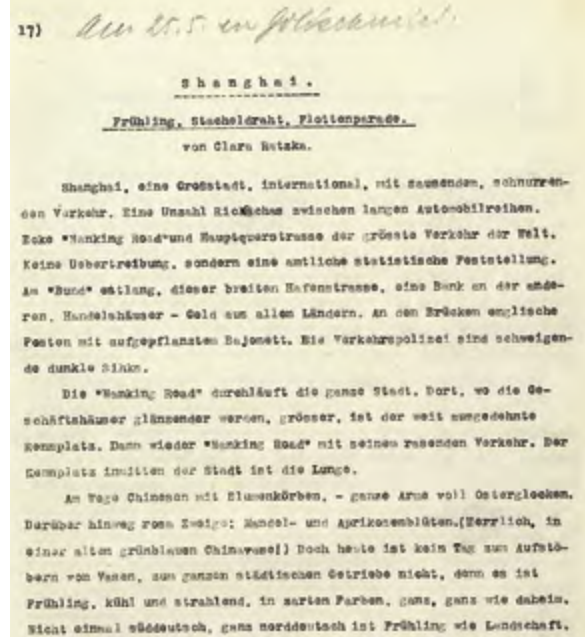 17) Am 25.5. an Goldschmidt.
Shanghai.
Frühling, Stacheldraht, Flottenparade.
von Clara Ratzka.
Shanghai, eine Großstadt, international, mit sausendem, schnurren-
den Verkehr. Eine Unzahl Rickschas zwischen langen Automobilreihen.
Ecke "Nanking Road" und Hauptquerstrasse der grösste Verkehr der Welt.
Keine Uebertreibung, sondern eine amtliche statistische Feststellung.
Am "Bund" entlang, dieser breiten Hafenstrasse, eine Bank an der ande-
ren, Handelshäuser - Geld aus allen Ländern. An den Brücken englische
Posten mit aufgepflanztem Bajonett. Die Verkehrspolizei sind schweigen-
de dunkle Sihks.
Die "Nanking Road" durchläuft die ganze Stadt. Dort, wo die Ge-
schäftshäuser glänzender werden, grösser, ist der weit ausgedehnte
Rennplatz. Dann wieder "Nanking Road" mit seinem rasenden Verkehr. Der
Rennplatz inmitten der Stadt ist die Lunge.
Am Wege Chinesen mit Blumenkörben, - ganze Arme voll Osterglocken.
Darüber hinweg rosa Zweige; Mandel- und Aprikosenblüten.(Herrlich, in
einer alten grünblauen Chinavase!) Doch heute ist kein Tag zum Aufstö-
bern von Vasen, zum ganzen städtischen Getriebe nicht, denn es ist
Frühling, kühl und strahlend, in zarten Farben, ganz, ganz wie daheim.
Nicht einmal süddeutsch, ganz norddeutsch ist Frühling wie Landschaft.